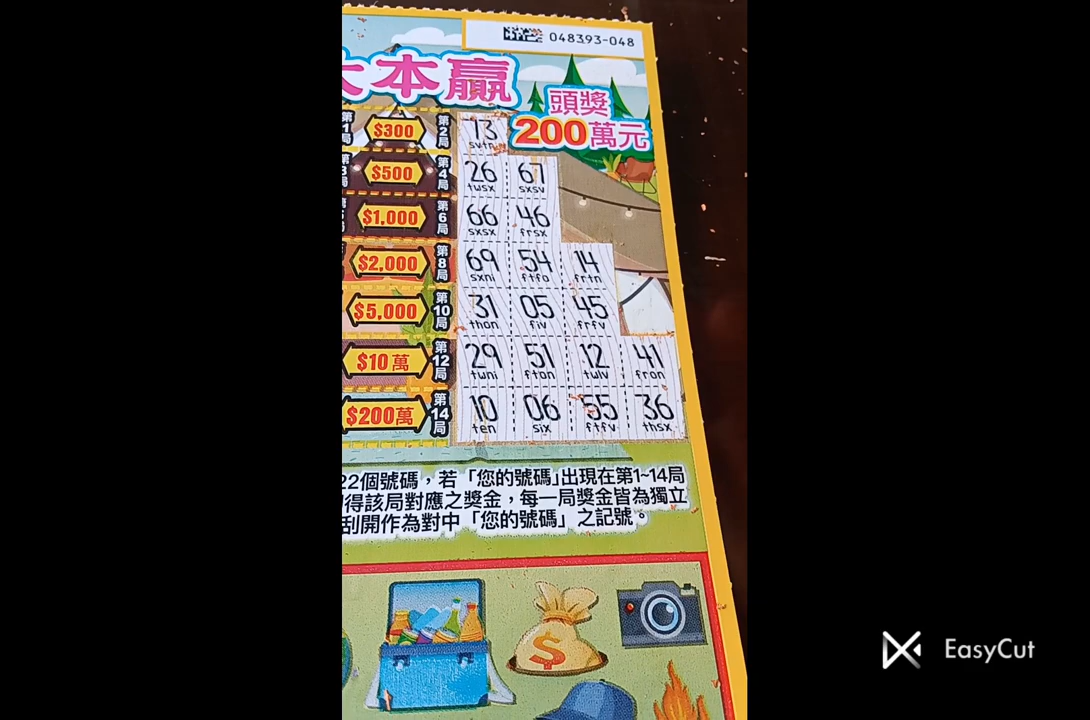 048393-048
大本贏
頭獎
200萬元
第1局 $300 第2局 13
svtn
$500 第4局 26 67
twsx sxsv
$1,000 第6局 66 46
sxsx frsx
$2,000 第8局 69 54 14
sxni ftfo frtn
$5,000 第10局 31 05 45
thon fiv frfv
$10萬 第12局 29 51 12 41
twni fton twlv fron
$200萬 第14局 10 06 55 36
ten six ftfv thsx
22個號碼，若「您的號碼」出現在第1~14局
得該局對應之獎金，每一局獎金皆為獨立
刮開作為對中「您的號碼」之記號。
$
EasyCut